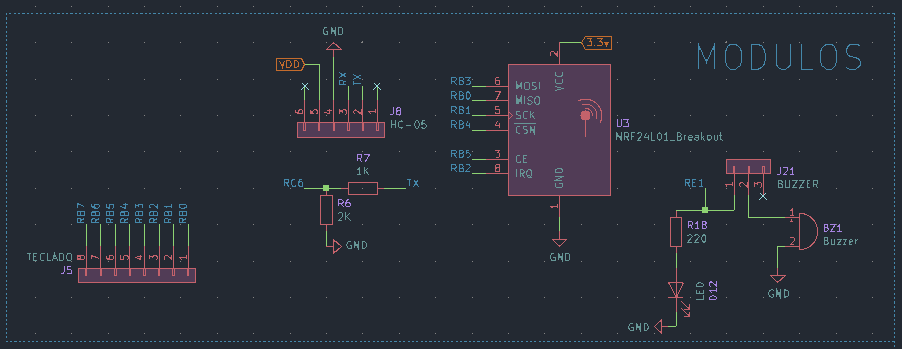 MODULOS
GND
VDD
RX
TX
6
5
4
3
2
1
J8
HC-05
R7
1K
RC6
TX
R6
2K
GND
RB7
RB6
RB5
RB4
RB3
RB2
RB1
RB0
TECLADO
8
7
6
5
4
3
2
1
J5
3.3v
2
VCC
RB3 6 MOSI
RB0 7 MISO
RB1 5 SCK
RB4 4 CSN
RB5 3 CE
RB2 8 IRQ
GND
1
GND
U3
NRF24L01_Breakout
J21
BUZZER
1
2
3
RE1
R18
220
LED
D12
GND
1
2
BZ1
Buzzer
GND